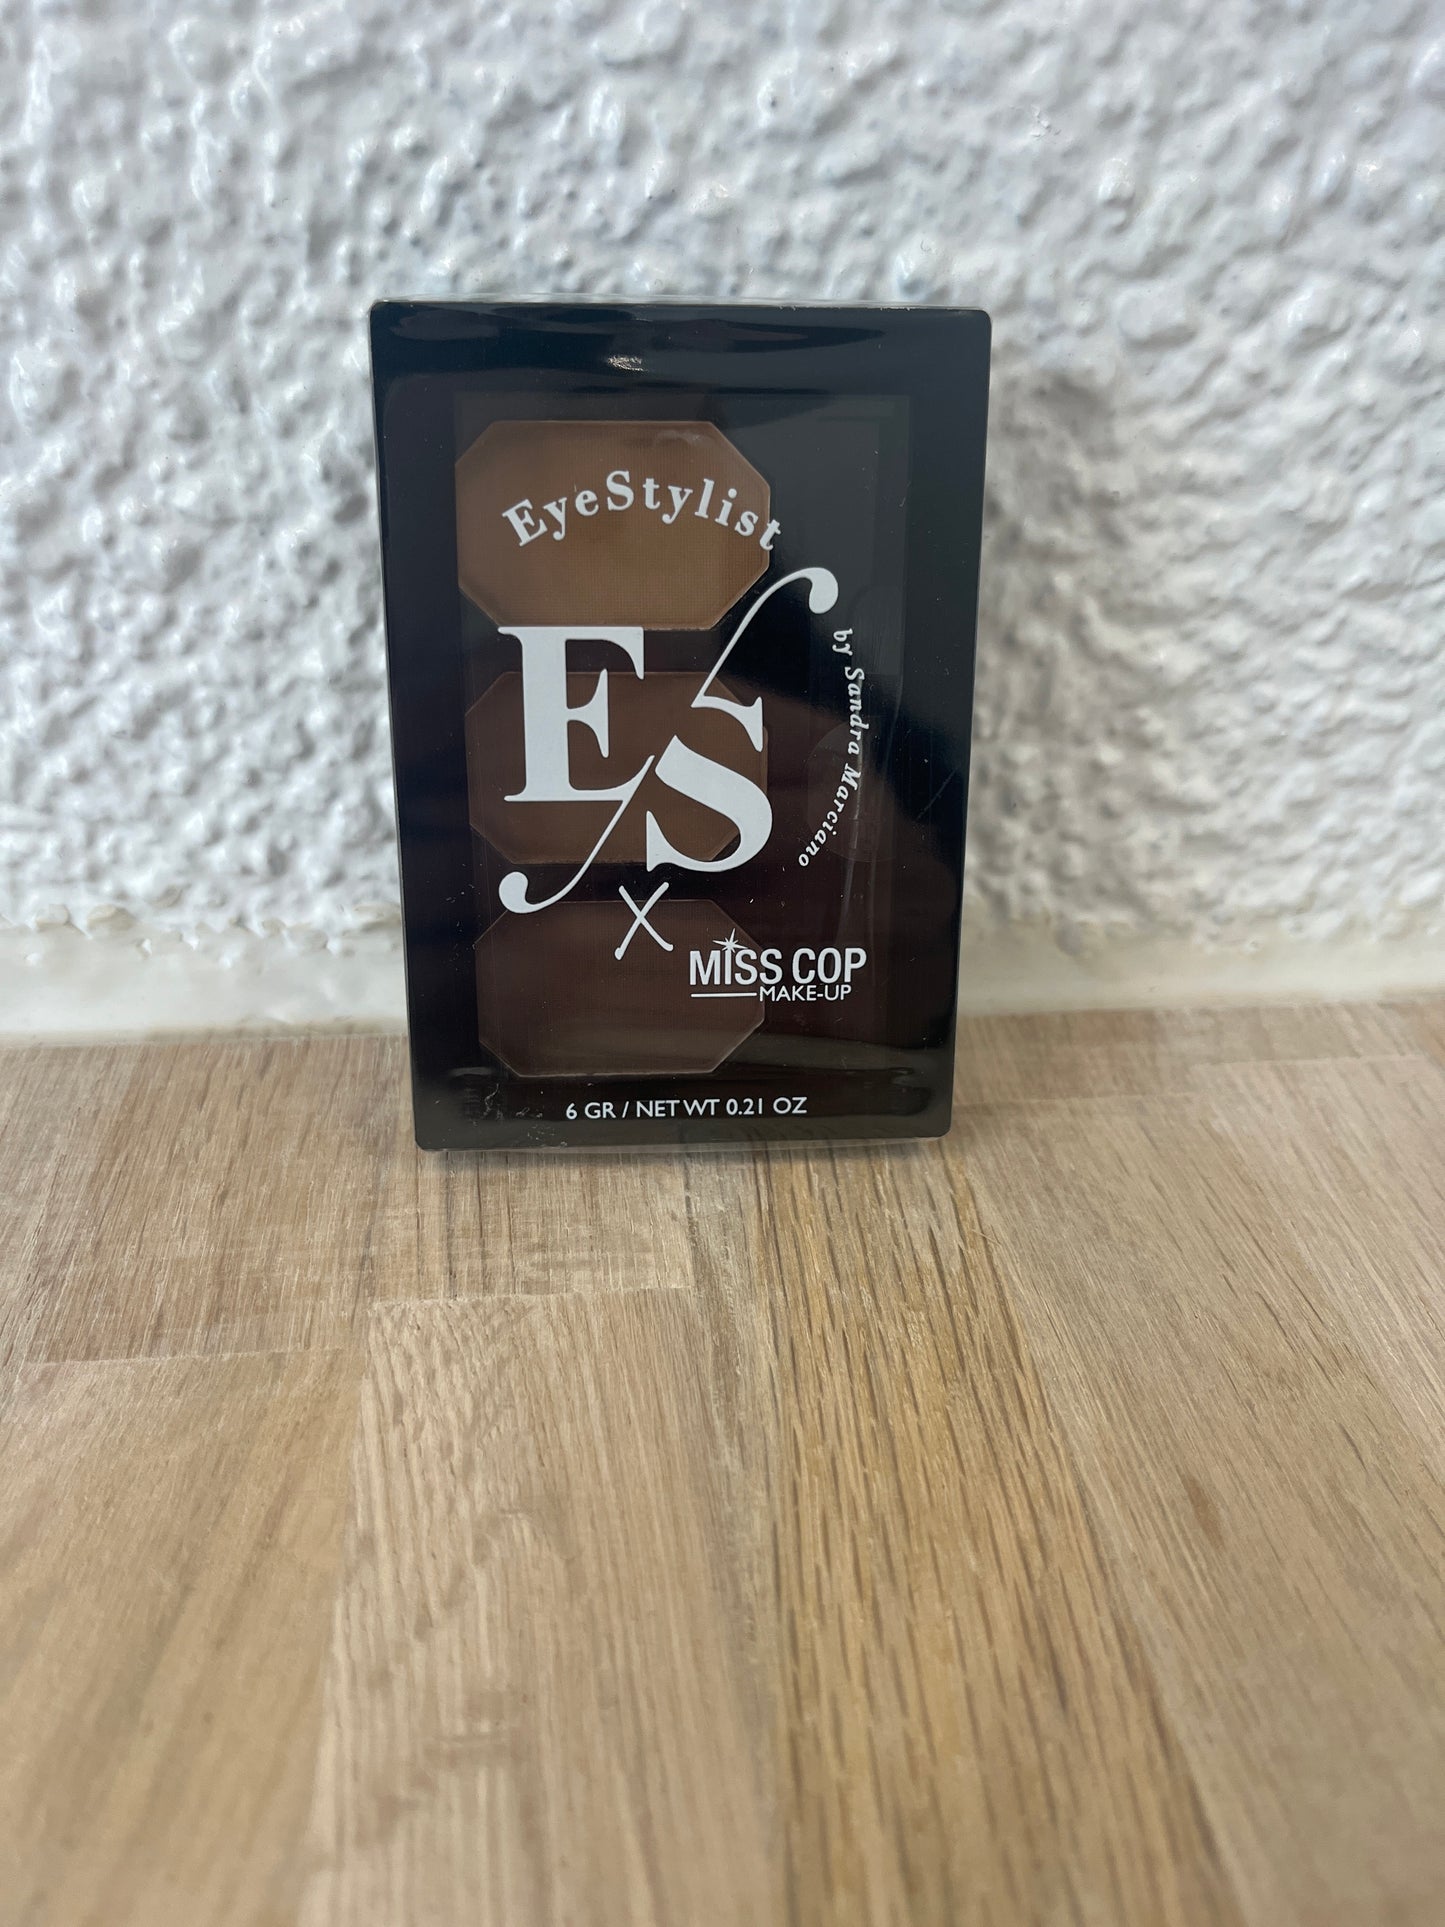 EyeStylist
ES
by Sandra Marciano
X
MISS COP
MAKE-UP
6 GR / NET WT 0.21 OZ